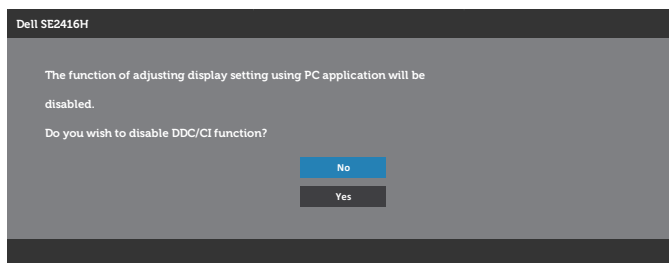 Dell SE2416H
The function of adjusting display setting using PC application will be
disabled.
Do you wish to disable DDC/CI function?
No
Yes